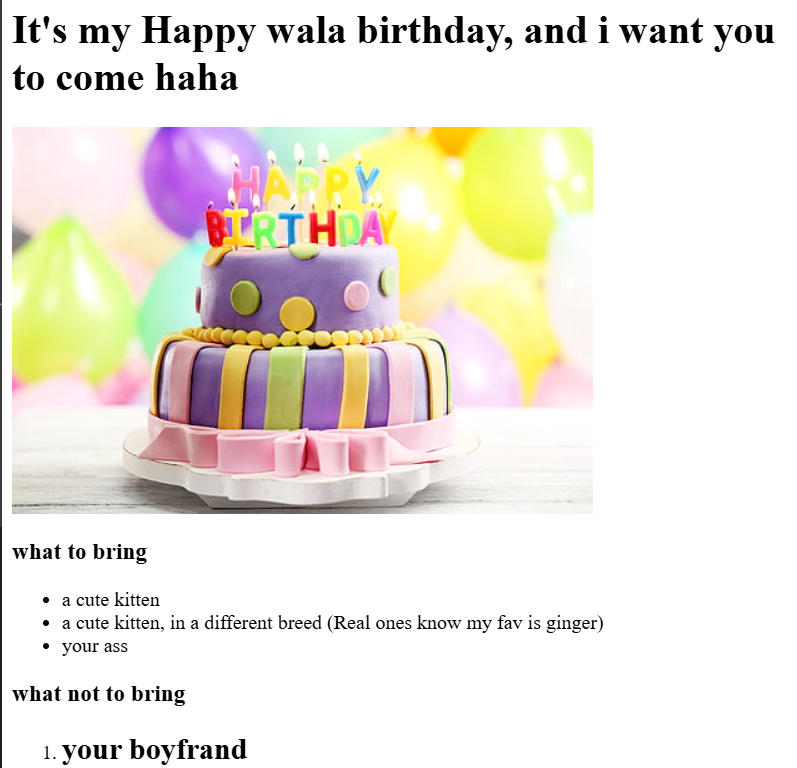 It's my Happy wala birthday, and i want you
to come haha
HAPPY
BIRTHDAY
what to bring
• a cute kitten
• a cute kitten, in a different breed (Real ones know my fav is ginger)
• your ass
what not to bring
1. your boyfrand